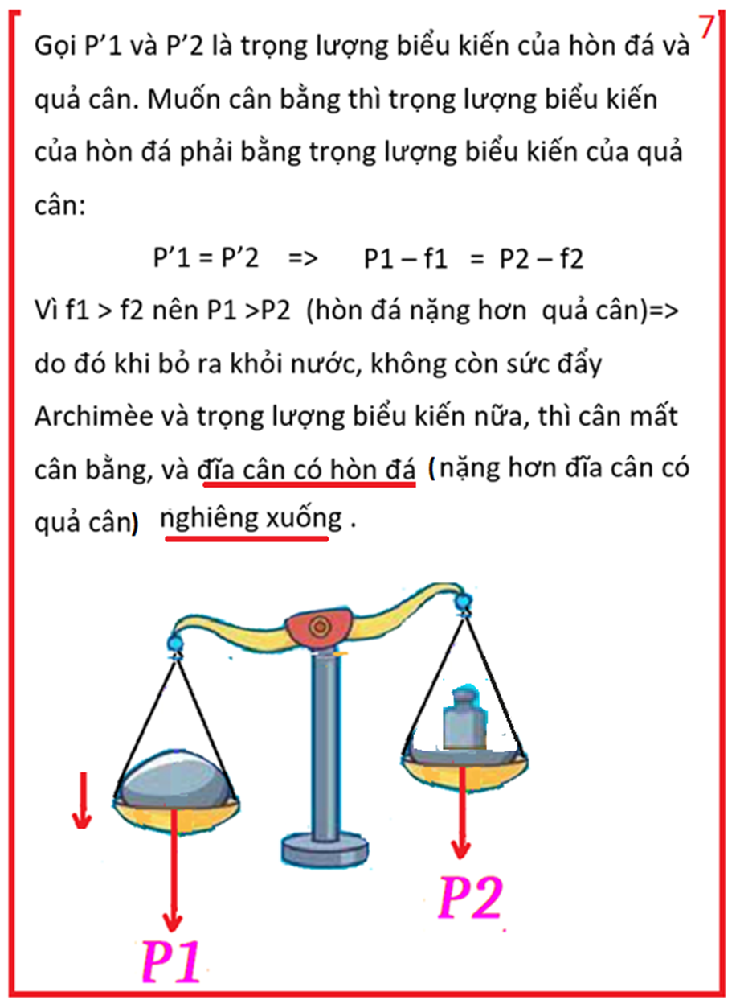 7
Gọi P’1 và P’2 là trọng lượng biểu kiến của hòn đá và
quả cân. Muốn cân bằng thì trọng lượng biểu kiến
của hòn đá phải bằng trọng lượng biểu kiến của quả
cân:
P’1 = P’2 => P1 – f1 = P2 – f2
Vì f1 > f2 nên P1 >P2 (hòn đá nặng hơn quả cân)=>
do đó khi bỏ ra khỏi nước, không còn sức đẩy
Archimèe và trọng lượng biểu kiến nữa, thì cân mất
cân bằng, và đĩa cân có hòn đá (nặng hơn đĩa cân có
quả cân) nghiêng xuống .
P2
P1